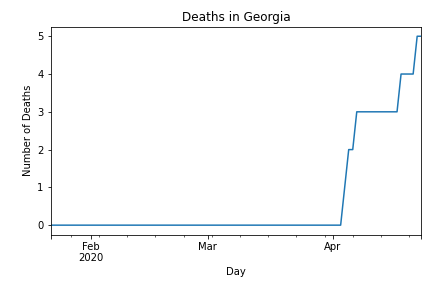 Deaths in Georgia
5
4
3
2
1
0
Number of Deaths
Feb
2020
Mar
Apr
Day